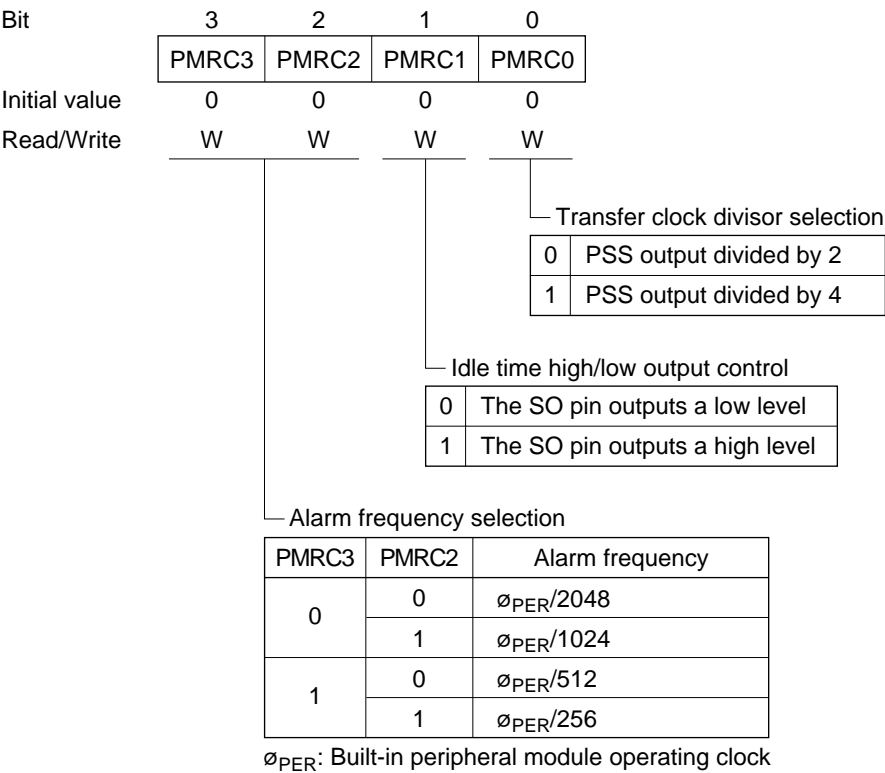 Bit 3 2 1 0
PMRC3 PMRC2 PMRC1 PMRC0
Initial value 0 0 0 0
Read/Write W W W W
Transfer clock divisor selection
0 PSS output divided by 2
1 PSS output divided by 4
Idle time high/low output control
0 The SO pin outputs a low level
1 The SO pin outputs a high level
Alarm frequency selection
PMRC3 PMRC2 Alarm frequency
0 0 øPER/2048
1 øPER/1024
1 0 øPER/512
1 øPER/256
øPER: Built-in peripheral module operating clock